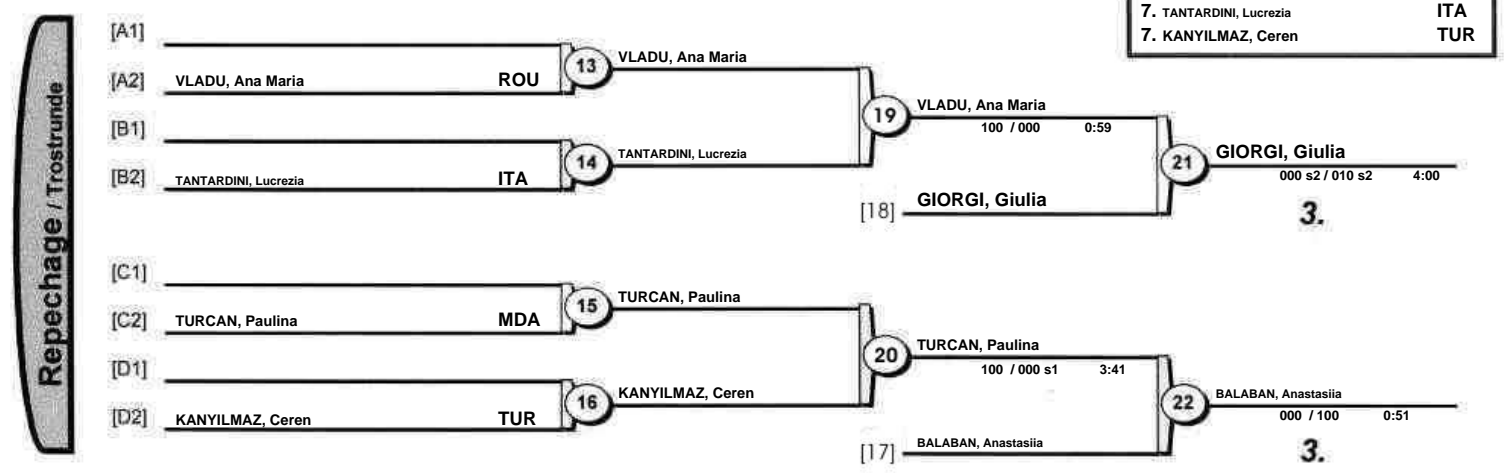 7. TANTARDINI, Lucrezia ITA
7. KANYILMAZ, Ceren TUR
Repechage / Trostrunde
[A1]
[A2] VLADU, Ana Maria ROU
13 VLADU, Ana Maria
[B1]
[B2] TANTARDINI, Lucrezia ITA
14 TANTARDINI, Lucrezia
19 VLADU, Ana Maria
100 / 000 0:59
[18] GIORGI, Giulia
21 GIORGI, Giulia
000 s2 / 010 s2 4:00
3.
[C1]
[C2] TURCAN, Paulina MDA
15 TURCAN, Paulina
[D1]
[D2] KANYILMAZ, Ceren TUR
16 KANYILMAZ, Ceren
20 TURCAN, Paulina
100 / 000 s1 3:41
[17] BALABAN, Anastasiia
22 BALABAN, Anastasiia
000 / 100 0:51
3.